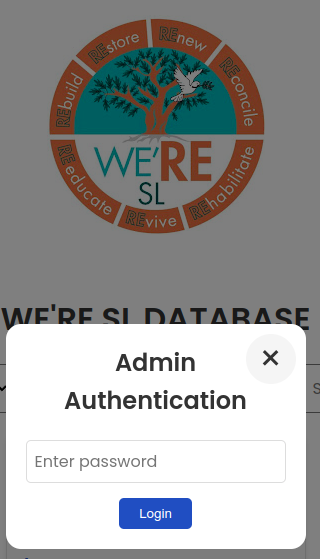 REstore
REnew
REbuild
REconcile
WE'RE
SL
REeducate
REhabilitate
REvive
WE'RE SL DATABASE
Admin
Authentication
×
Enter password
Login